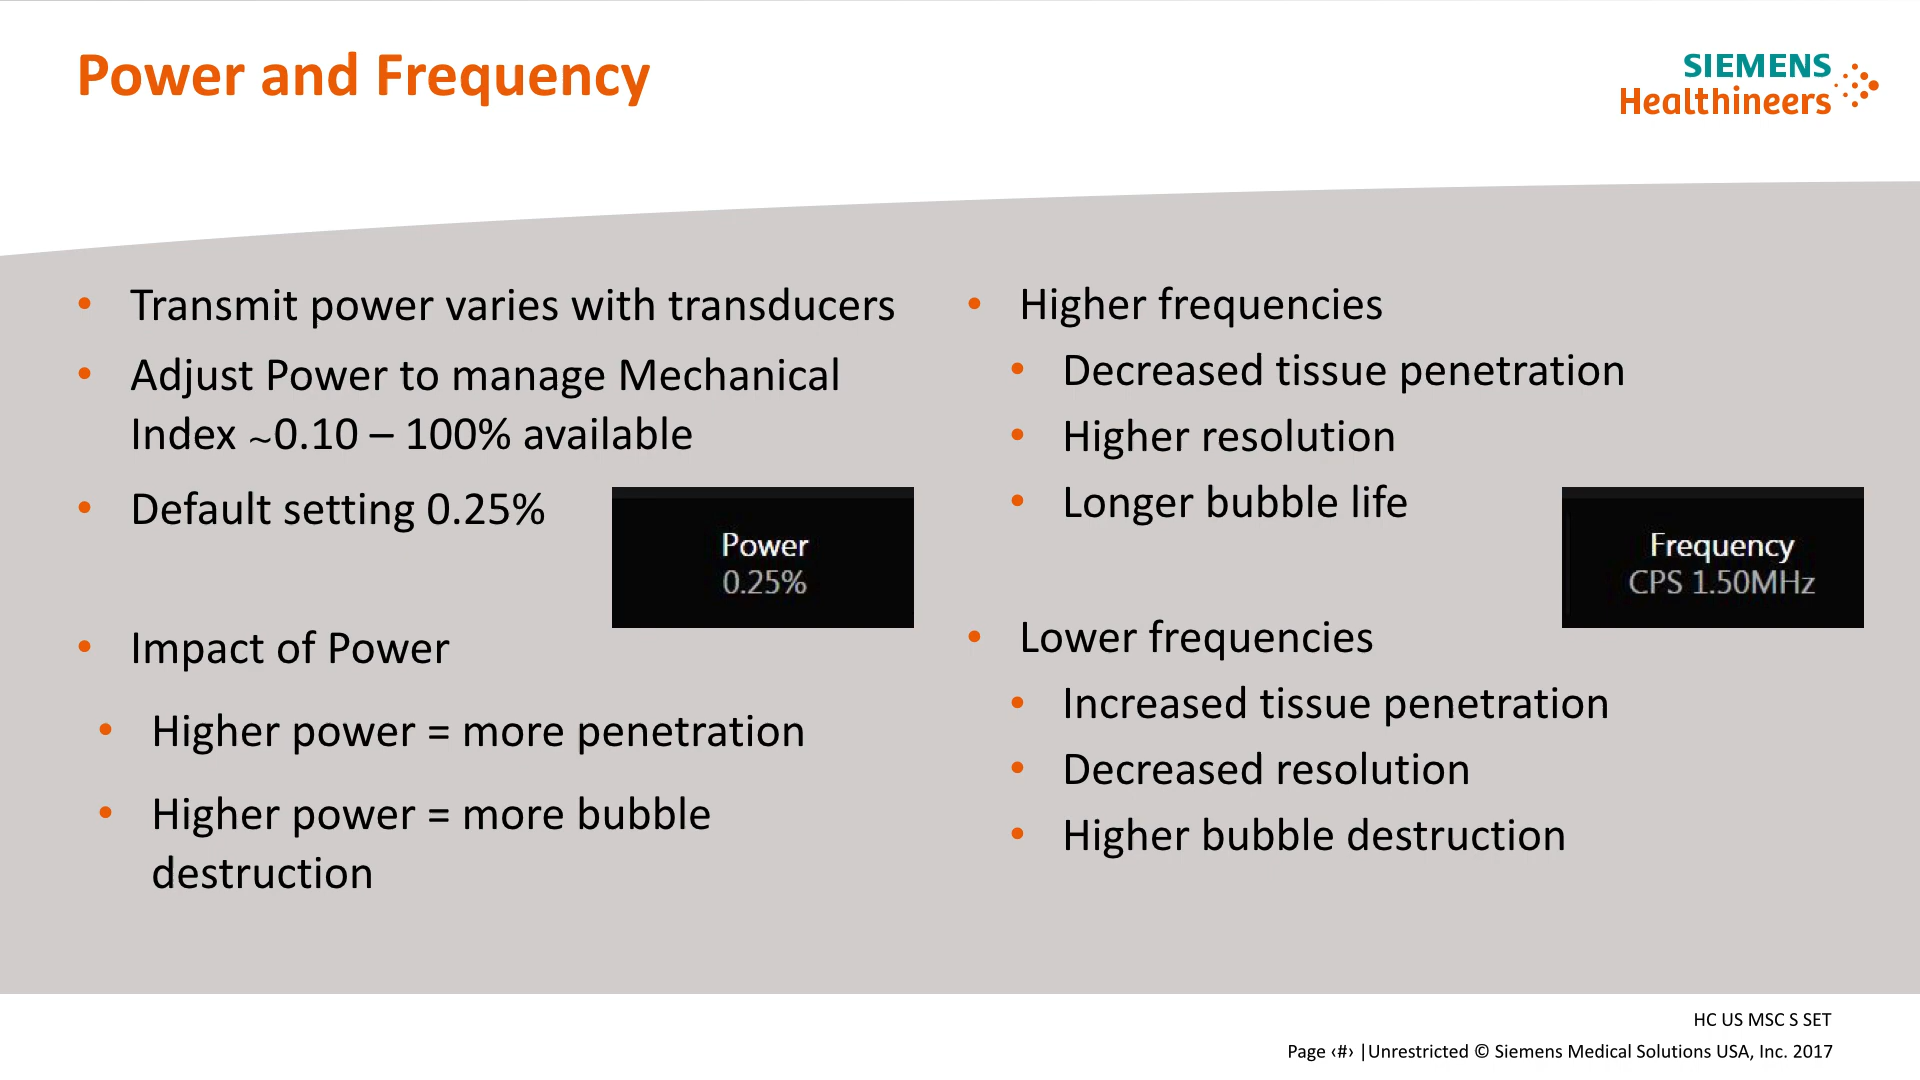 Power and Frequency
SIEMENS
Healthineers
• Transmit power varies with transducers
• Adjust Power to manage Mechanical
Index ~0.10 – 100% available
• Default setting 0.25%
Power
0.25%
• Impact of Power
• Higher power = more penetration
• Higher power = more bubble
destruction
• Higher frequencies
• Decreased tissue penetration
• Higher resolution
• Longer bubble life
Frequency
CPS 1.50MHz
• Lower frequencies
• Increased tissue penetration
• Decreased resolution
• Higher bubble destruction
HC US MSC S SET
Page ‹#› |Unrestricted © Siemens Medical Solutions USA, Inc. 2017